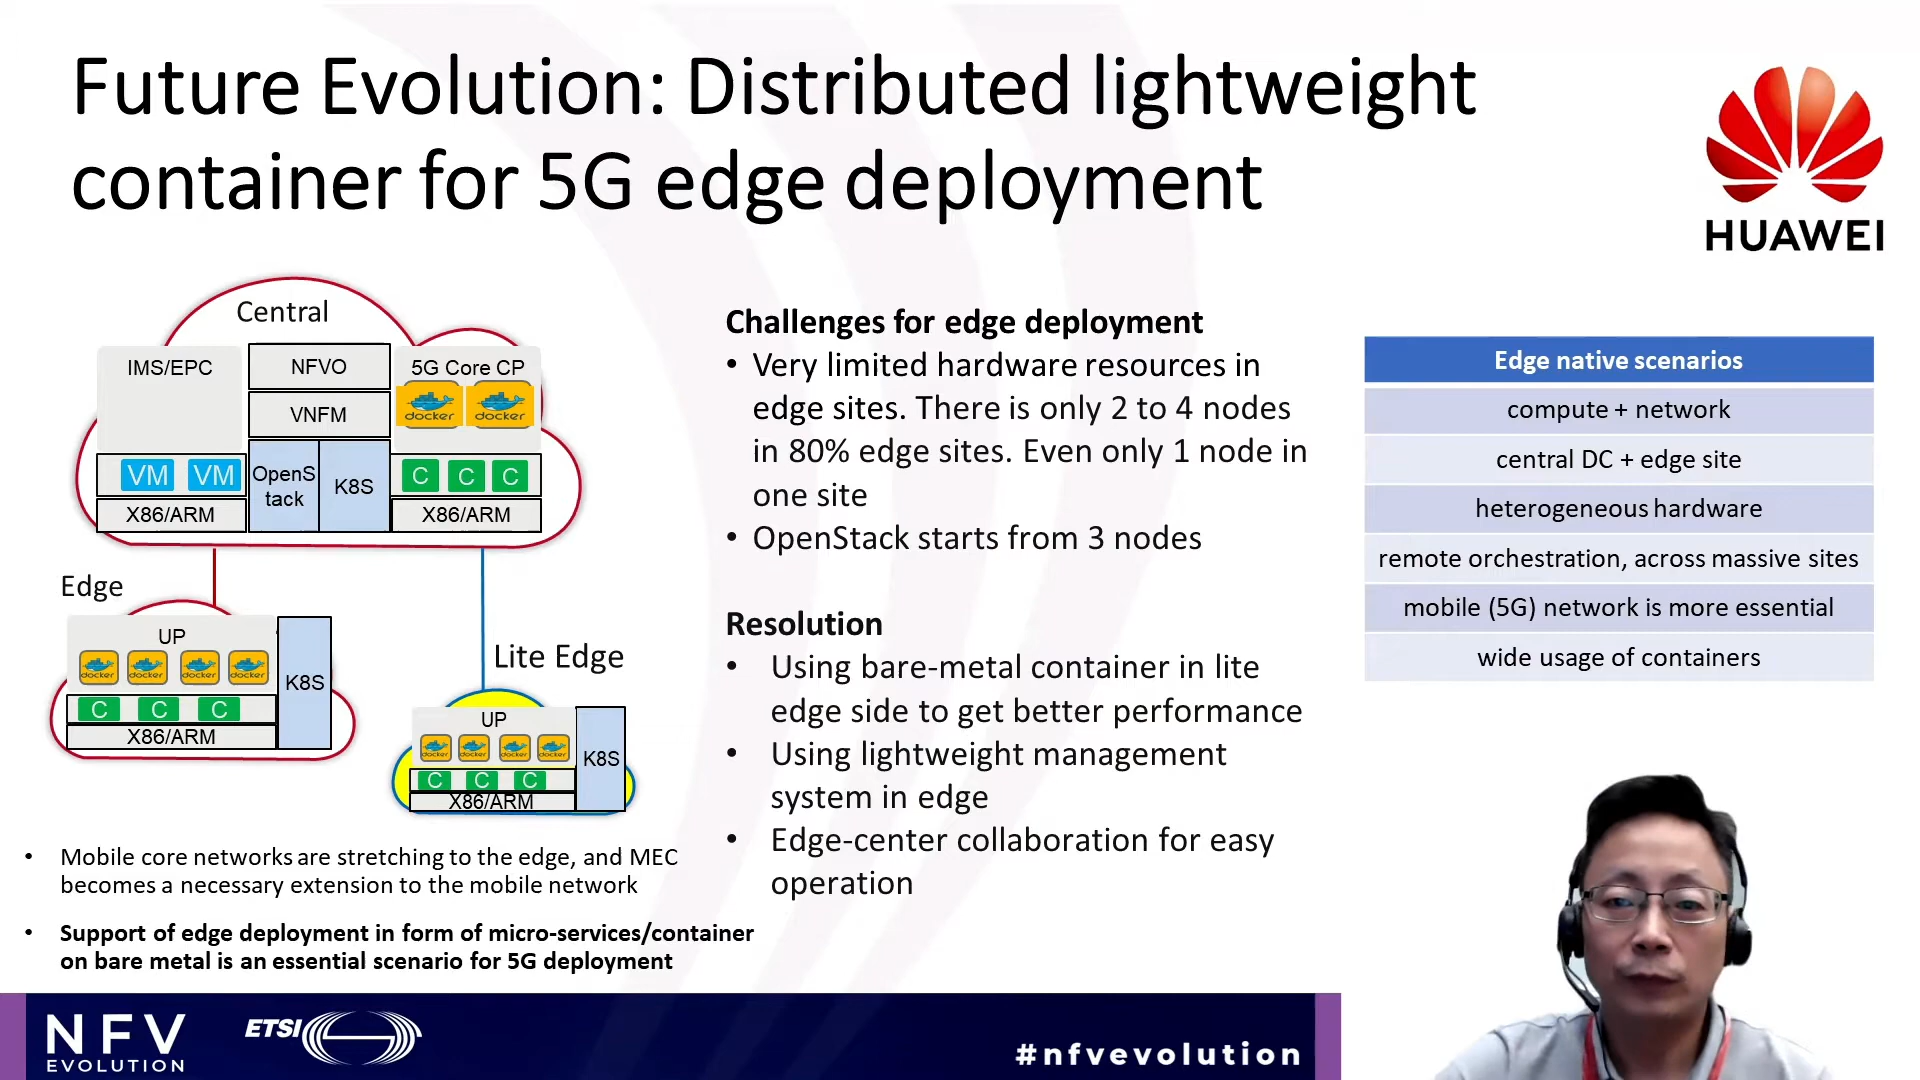 Future Evolution: Distributed lightweight
container for 5G edge deployment
HUAWEI
Central
IMS/EPC
NFVO
5G Core CP
docker
docker
VNFM
VM
VM
OpenS
tack
K8S
C
C
C
X86/ARM
X86/ARM
Edge
UP
docker
docker
docker
docker
K8S
C
C
C
X86/ARM
Lite Edge
UP
docker
docker
docker
docker
K8S
C
C
C
X86/ARM
• Mobile core networks are stretching to the edge, and MEC
becomes a necessary extension to the mobile network
• Support of edge deployment in form of micro-services/container
on bare metal is an essential scenario for 5G deployment
Challenges for edge deployment
• Very limited hardware resources in
edge sites. There is only 2 to 4 nodes
in 80% edge sites. Even only 1 node in
one site
• OpenStack starts from 3 nodes
Resolution
• Using bare-metal container in lite
edge side to get better performance
• Using lightweight management
system in edge
• Edge-center collaboration for easy
operation
Edge native scenarios
compute + network
central DC + edge site
heterogeneous hardware
remote orchestration, across massive sites
mobile (5G) network is more essential
wide usage of containers
NFV
EVOLUTION
ETSI
#nfvevolution